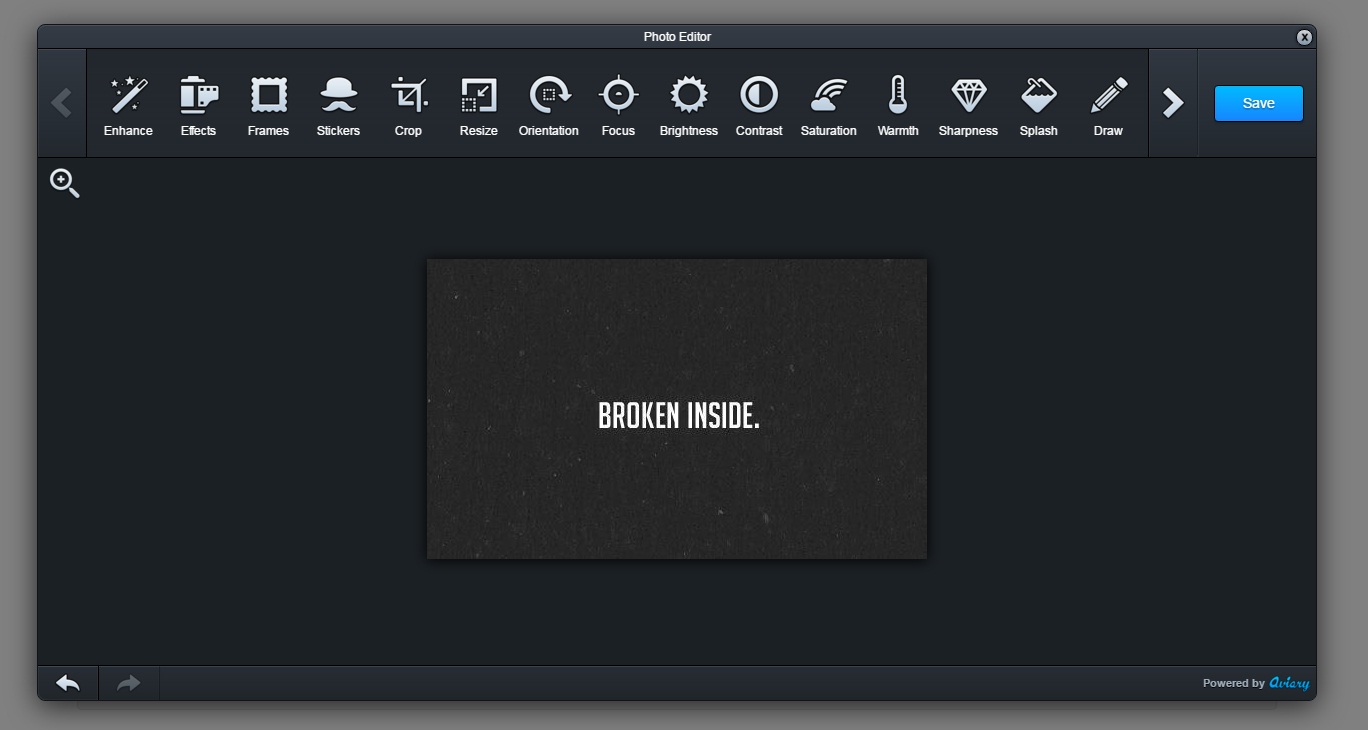 Photo Editor
Enhance Effects Frames Stickers Crop Resize Orientation Focus Brightness Contrast Saturation Warmth Sharpness Splash Draw Save
BROKEN INSIDE.
Powered by Aviary